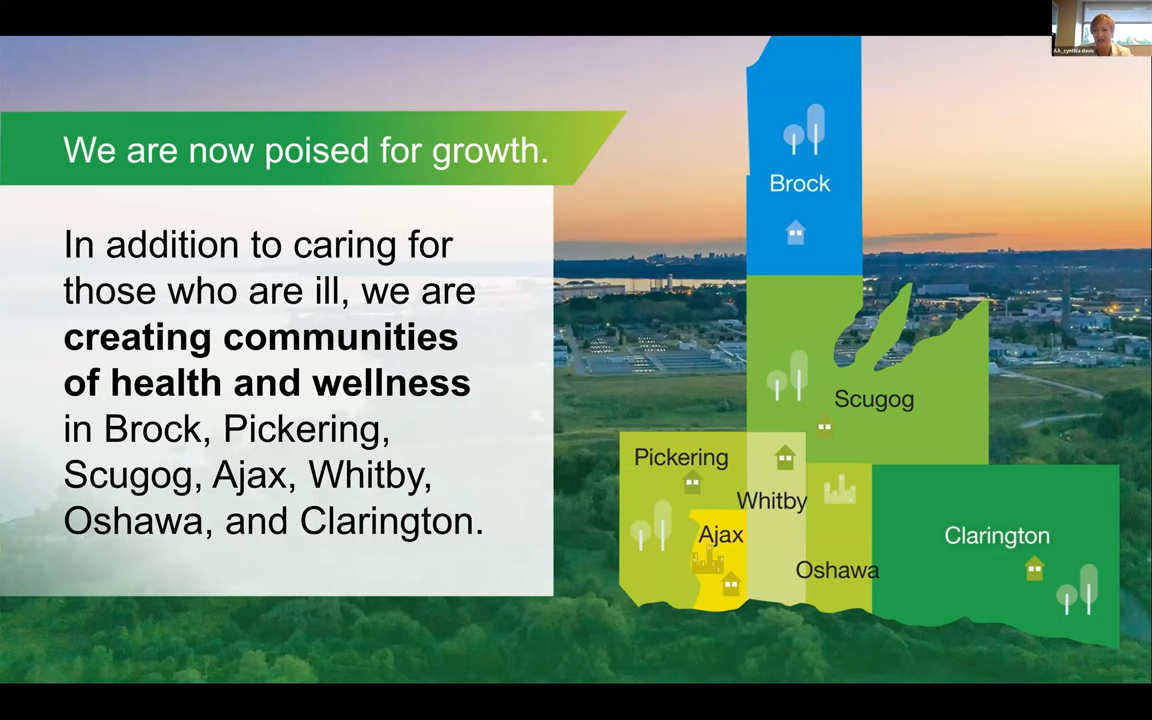 AA_cynthia davis
We are now poised for growth.
In addition to caring for
those who are ill, we are
creating communities
of health and wellness
in Brock, Pickering,
Scugog, Ajax, Whitby,
Oshawa, and Clarington.
Brock
Scugog
Pickering
Whitby
Ajax
Clarington
Oshawa